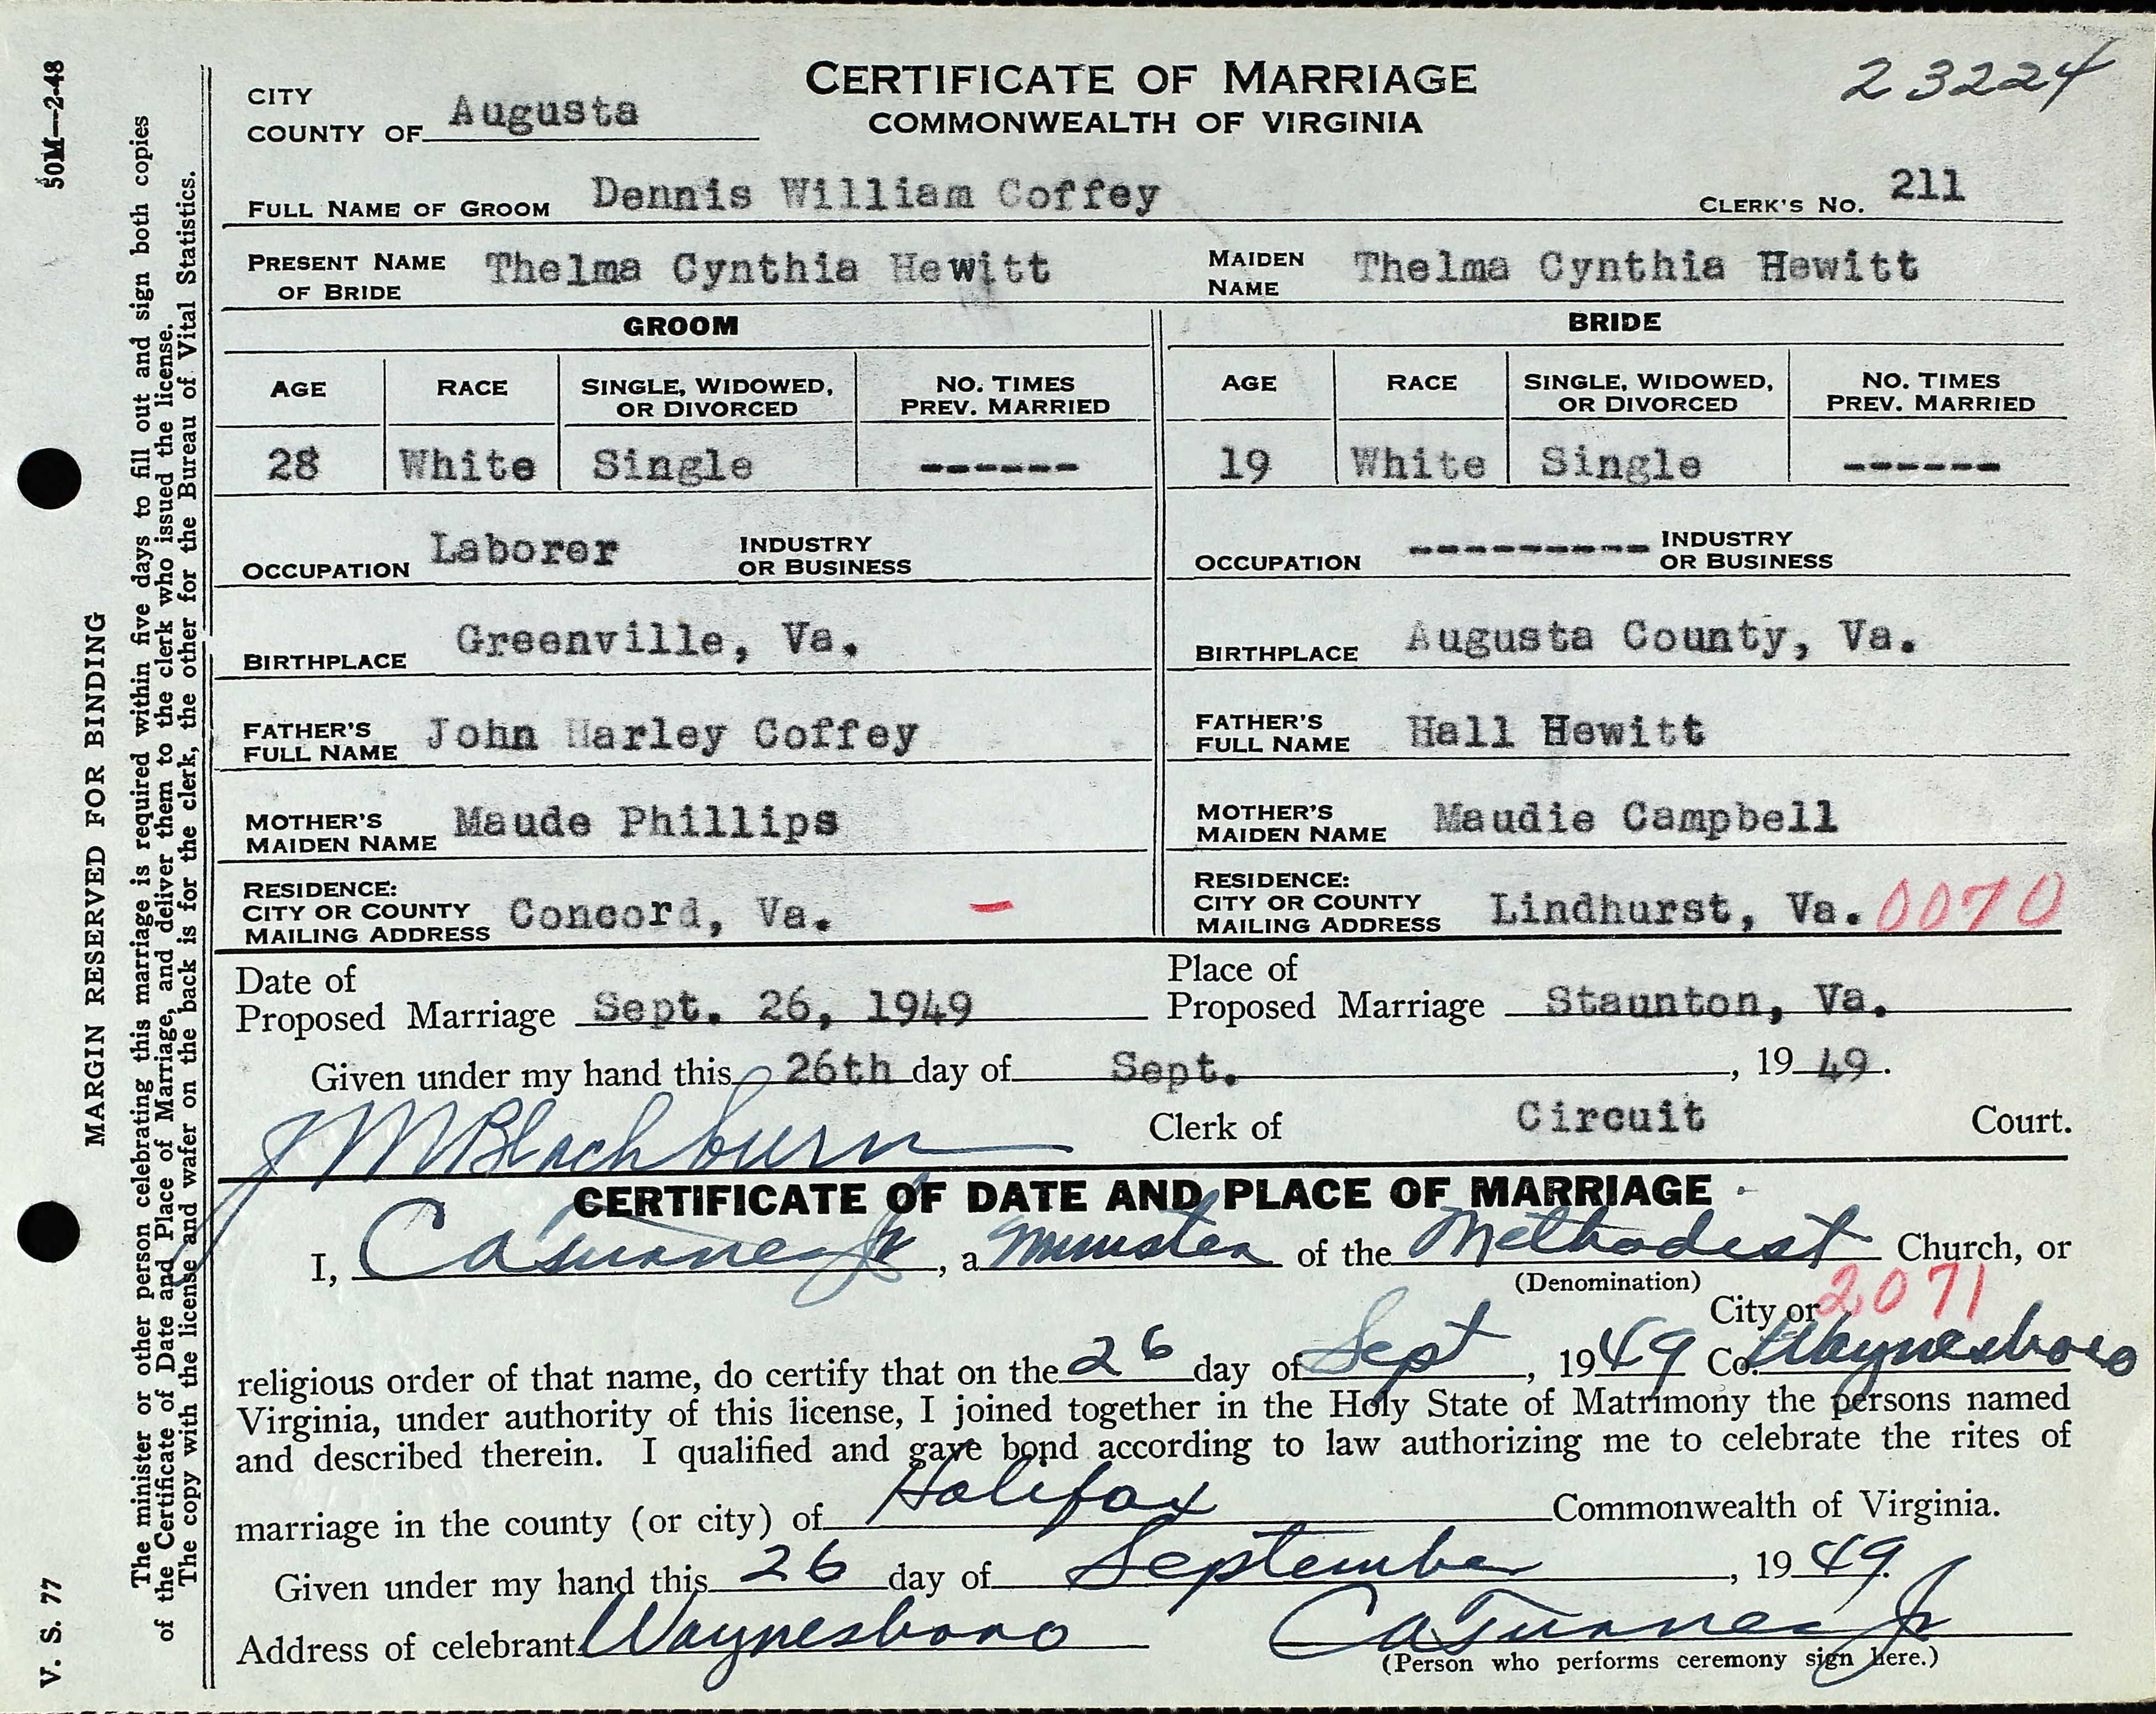 50M—2-48
CERTIFICATE OF MARRIAGE
COMMONWEALTH OF VIRGINIA
23224
CITY
COUNTY OF Augusta
FULL NAME OF GROOM Dennis William Coffey CLERK'S NO. 211
PRESENT NAME OF BRIDE Thelma Cynthia Hewitt MAIDEN NAME Thelma Cynthia Hewitt
GROOM
AGE RACE SINGLE, WIDOWED, OR DIVORCED NO. TIMES PREV. MARRIED
28 White Single ------
OCCUPATION Laborer INDUSTRY OR BUSINESS
BIRTHPLACE Greenville, Va.
FATHER'S FULL NAME John Harley Coffey
MOTHER'S MAIDEN NAME Maude Phillips
RESIDENCE: CITY OR COUNTY MAILING ADDRESS Concord, Va. –
BRIDE
AGE RACE SINGLE, WIDOWED, OR DIVORCED NO. TIMES PREV. MARRIED
19 White Single ------
OCCUPATION ---------- INDUSTRY OR BUSINESS
BIRTHPLACE Augusta County, Va.
FATHER'S FULL NAME Hall Hewitt
MOTHER'S MAIDEN NAME Maudie Campbell
RESIDENCE: CITY OR COUNTY MAILING ADDRESS Lindhurst, Va. 0070
Date of Proposed Marriage Sept. 26, 1949 Place of Proposed Marriage Staunton, Va.
Given under my hand this 26th day of Sept. , 19 49.
J M Blackburn Clerk of Circuit Court.
CERTIFICATE OF DATE AND PLACE OF MARRIAGE
I, C A Turner Jr , a Minister of the Methodist Church, or
(Denomination)
2071
City or
religious order of that name, do certify that on the 26 day of Sept , 19 49 Co. Waynesboro
Virginia, under authority of this license, I joined together in the Holy State of Matrimony the persons named
and described therein. I qualified and gave bond according to law authorizing me to celebrate the rites of
marriage in the county (or city) of Halifax Commonwealth of Virginia.
Given under my hand this 26 day of September , 19 49.
Address of celebrant Waynesboro C A Turner Jr
(Person who performs ceremony sign here.)
MARGIN RESERVED FOR BINDING
The minister or other person celebrating this marriage is required within five days to fill out and sign both copies
of the Certificate of Date and Place of Marriage, and deliver them to the clerk who issued the license.
The copy with the license and wafer on the back is for the clerk, the other for the Bureau of Vital Statistics.
V. S. 77